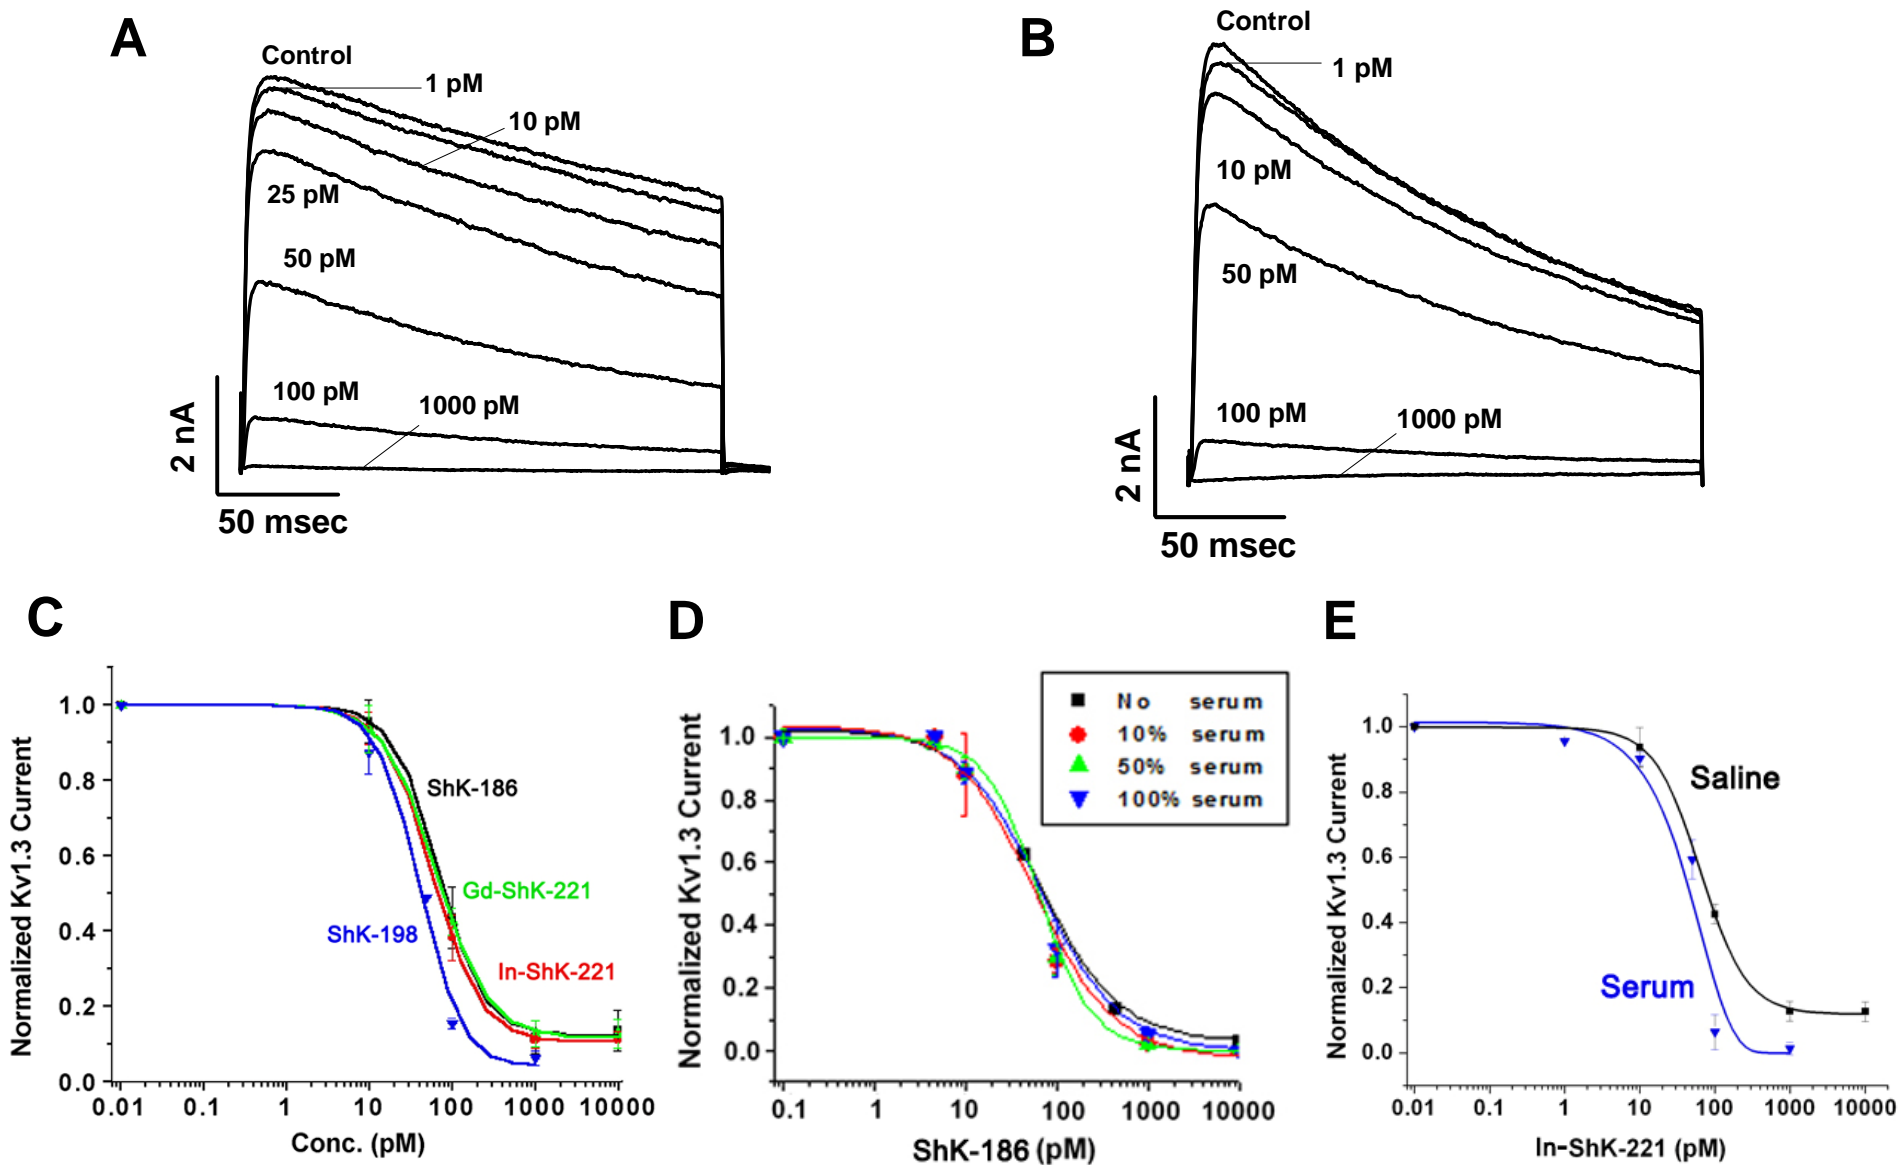 A
Control
1 pM
10 pM
25 pM
50 pM
100 pM
1000 pM
2 nA
50 msec
B
Control
1 pM
10 pM
50 pM
100 pM
1000 pM
2 nA
50 msec
C
Normalized Kv1.3 Current
1.0
0.8
0.6
0.4
0.2
0.0
ShK-186
Gd-ShK-221
ShK-198
In-ShK-221
0.01 0.1 1 10 100 1000 10000
Conc. (pM)
D
Normalized Kv1.3 Current
1.0
0.8
0.6
0.4
0.2
0.0
No serum
10% serum
50% serum
100% serum
0.1 1 10 100 1000 10000
ShK-186 (pM)
E
Normalized Kv1.3 Current
1.0
0.8
0.6
0.4
0.2
0.0
Saline
Serum
0.01 0.1 1 10 100 1000 10000
In-ShK-221 (pM)